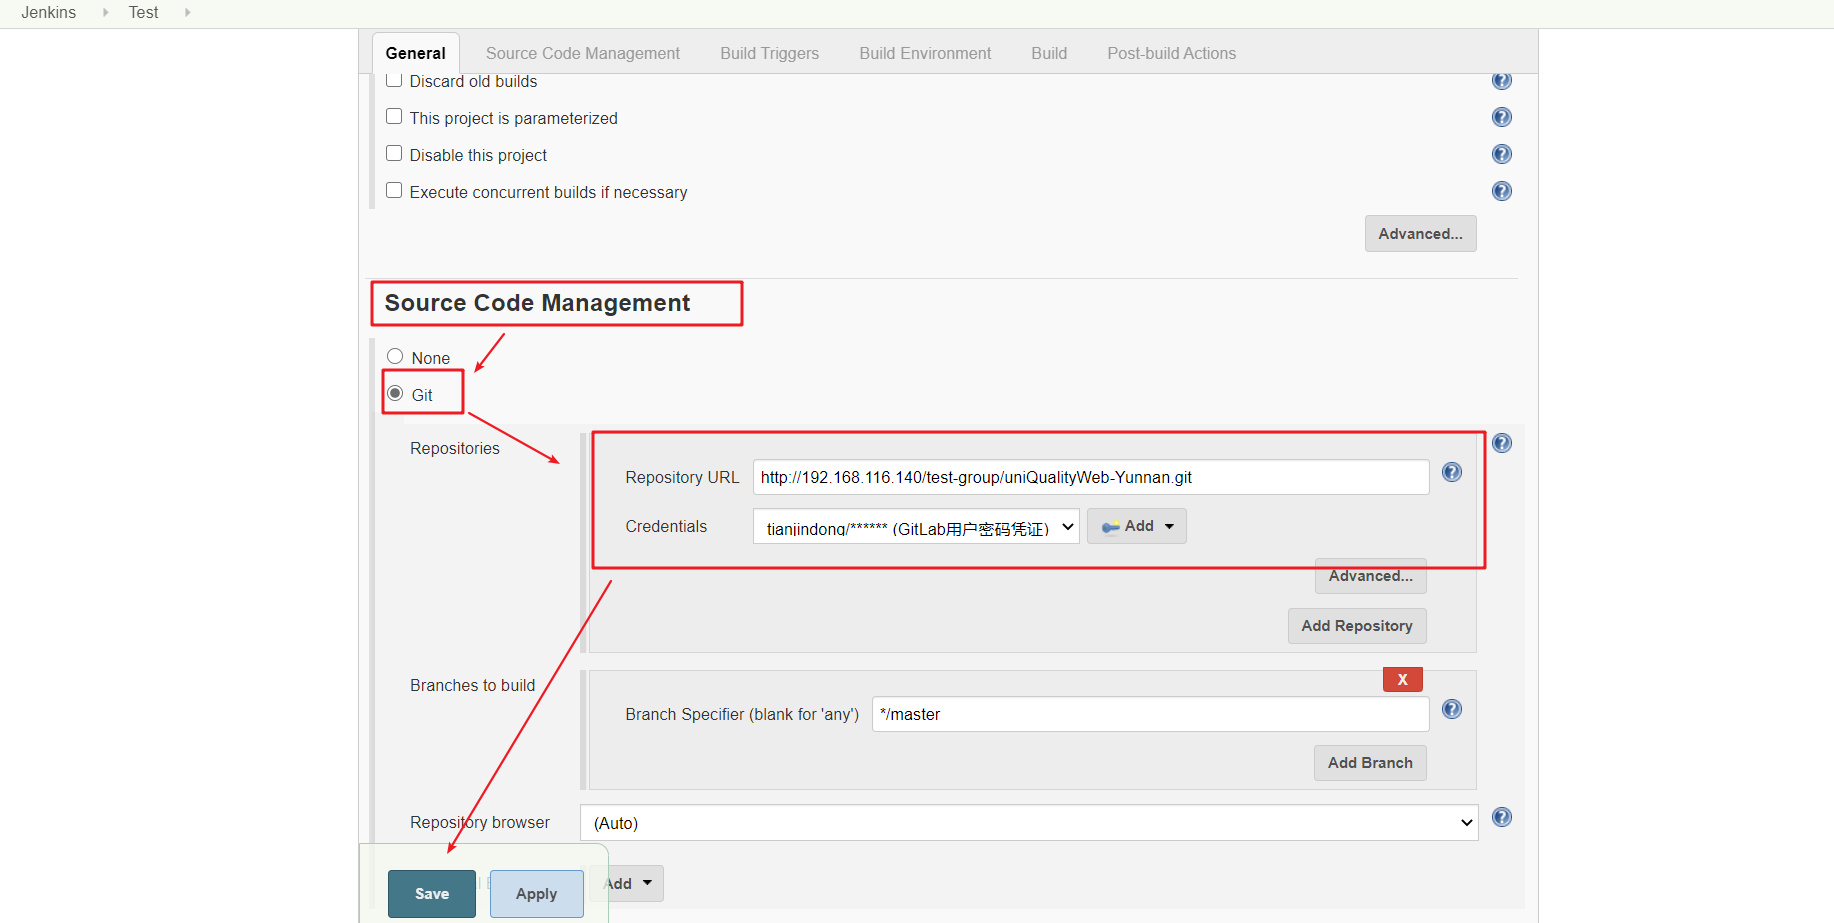 Jenkins Test
General Source Code Management Build Triggers Build Environment Build Post-build Actions
Discard old builds
This project is parameterized
Disable this project
Execute concurrent builds if necessary
Advanced...
Source Code Management
None
Git
Repositories
Repository URL http://192.168.116.140/test-group/uniQualityWeb-Yunnan.git
Credentials tianjindong/****** (GitLab用户密码凭证) Add
Advanced...
Add Repository
Branches to build
X
Branch Specifier (blank for 'any') */master
Add Branch
Repository browser (Auto)
Save Apply Add